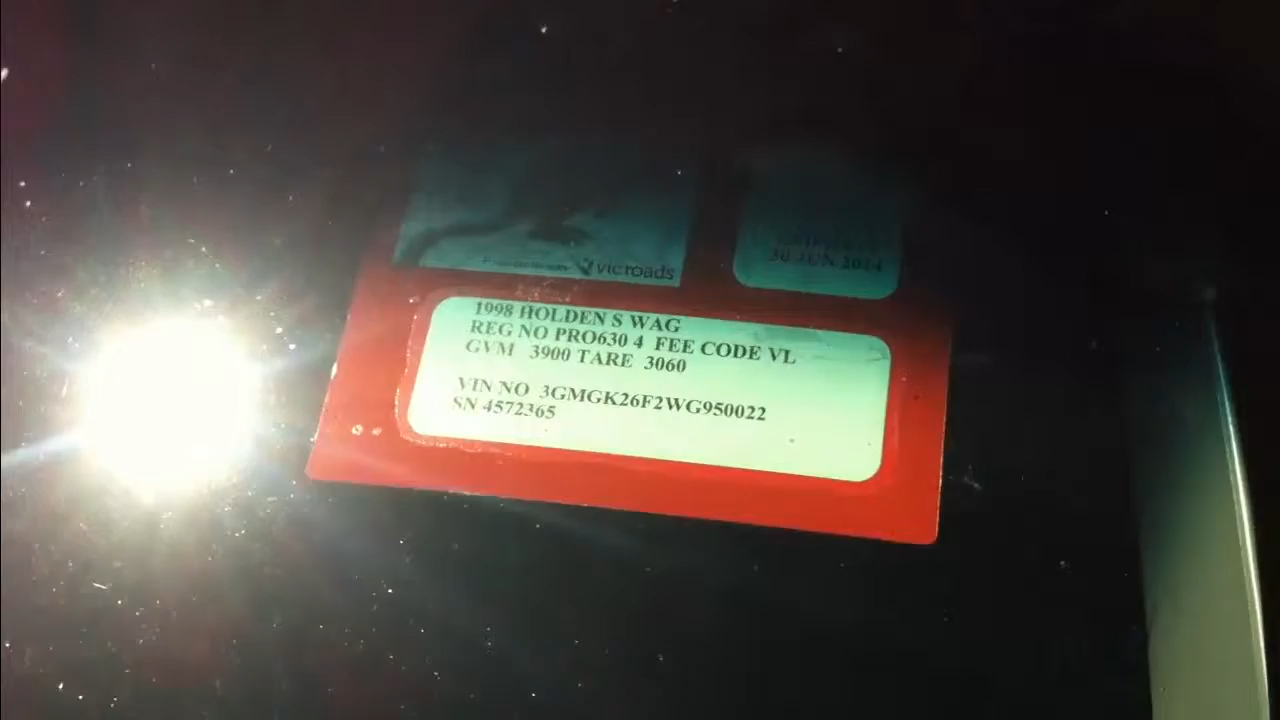 vicroads
30 JUN 2014
1998 HOLDEN S WAG
REG NO PRO630 4 FEE CODE VL
GVM 3900 TARE 3060
VIN NO 3GMGK26F2WG950022
SN 4572365